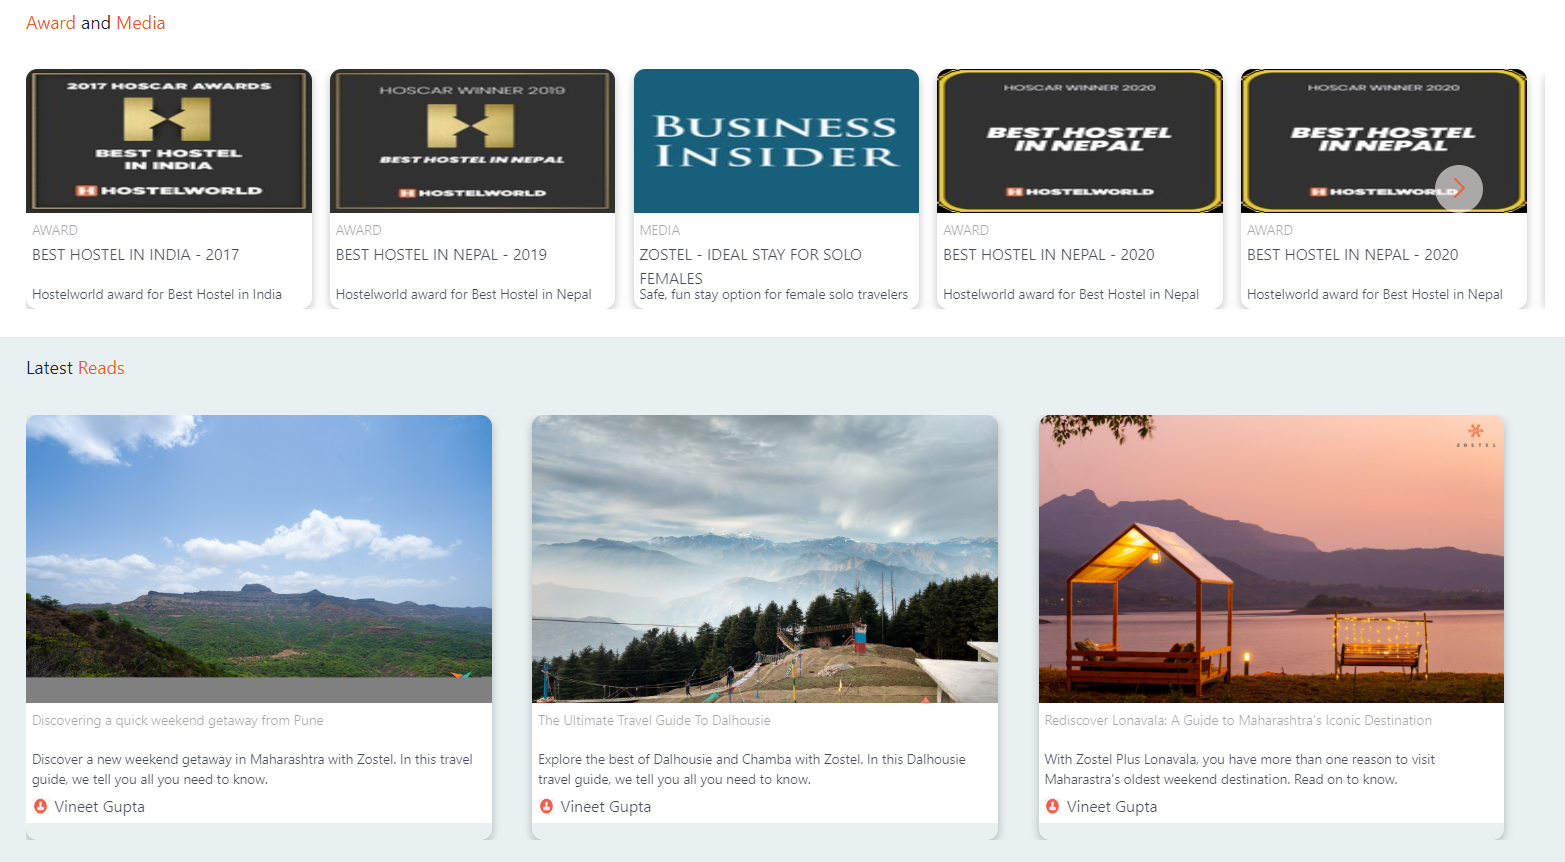 Award and Media
2017 HOSCAR AWARDS
BEST HOSTEL
IN INDIA
H HOSTELWORLD
AWARD
BEST HOSTEL IN INDIA - 2017
Hostelworld award for Best Hostel in India
HOSCAR WINNER 2019
BEST HOSTEL IN NEPAL
H HOSTELWORLD
AWARD
BEST HOSTEL IN NEPAL - 2019
Hostelworld award for Best Hostel in Nepal
BUSINESS
INSIDER
MEDIA
ZOSTEL - IDEAL STAY FOR SOLO
FEMALES
Safe, fun stay option for female solo travelers
HOSCAR WINNER 2020
BEST HOSTEL
IN NEPAL
H HOSTELWORLD
AWARD
BEST HOSTEL IN NEPAL - 2020
Hostelworld award for Best Hostel in Nepal
HOSCAR WINNER 2020
BEST HOSTEL
IN NEPAL
H HOSTELWORLD
AWARD
BEST HOSTEL IN NEPAL - 2020
Hostelworld award for Best Hostel in Nepal
Latest Reads
Discovering a quick weekend getaway from Pune
Discover a new weekend getaway in Maharashtra with Zostel. In this travel
guide, we tell you all you need to know.
Vineet Gupta
The Ultimate Travel Guide To Dalhousie
Explore the best of Dalhousie and Chamba with Zostel. In this Dalhousie
travel guide, we tell you all you need to know.
Vineet Gupta
ZOSTEL
Rediscover Lonavala: A Guide to Maharashtra's Iconic Destination
With Zostel Plus Lonavala, you have more than one reason to visit
Maharastra's oldest weekend destination. Read on to know.
Vineet Gupta